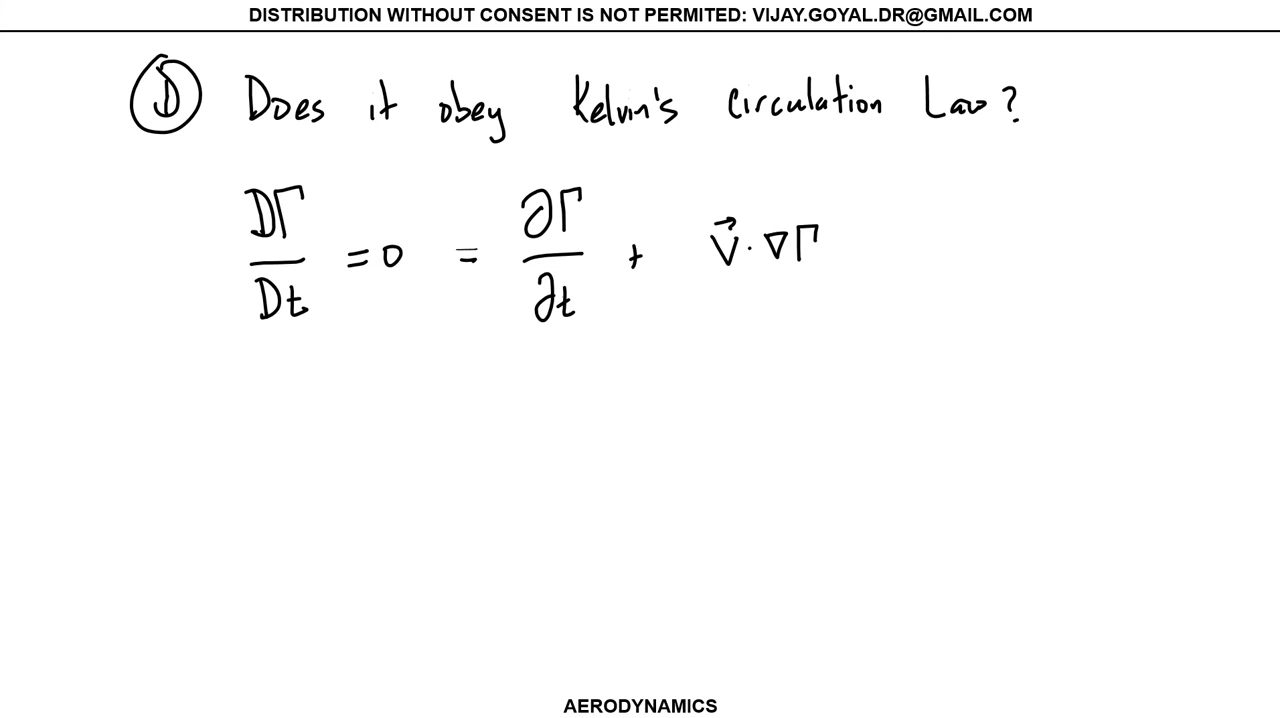 DISTRIBUTION WITHOUT CONSENT IS NOT PERMITED: VIJAY.GOYAL.DR@GMAIL.COM
D Does it obey Kelvin's circulation Law?
DΓ/Dt = 0 = ∂Γ/∂t + V⃗ · ∇Γ
AERODYNAMICS